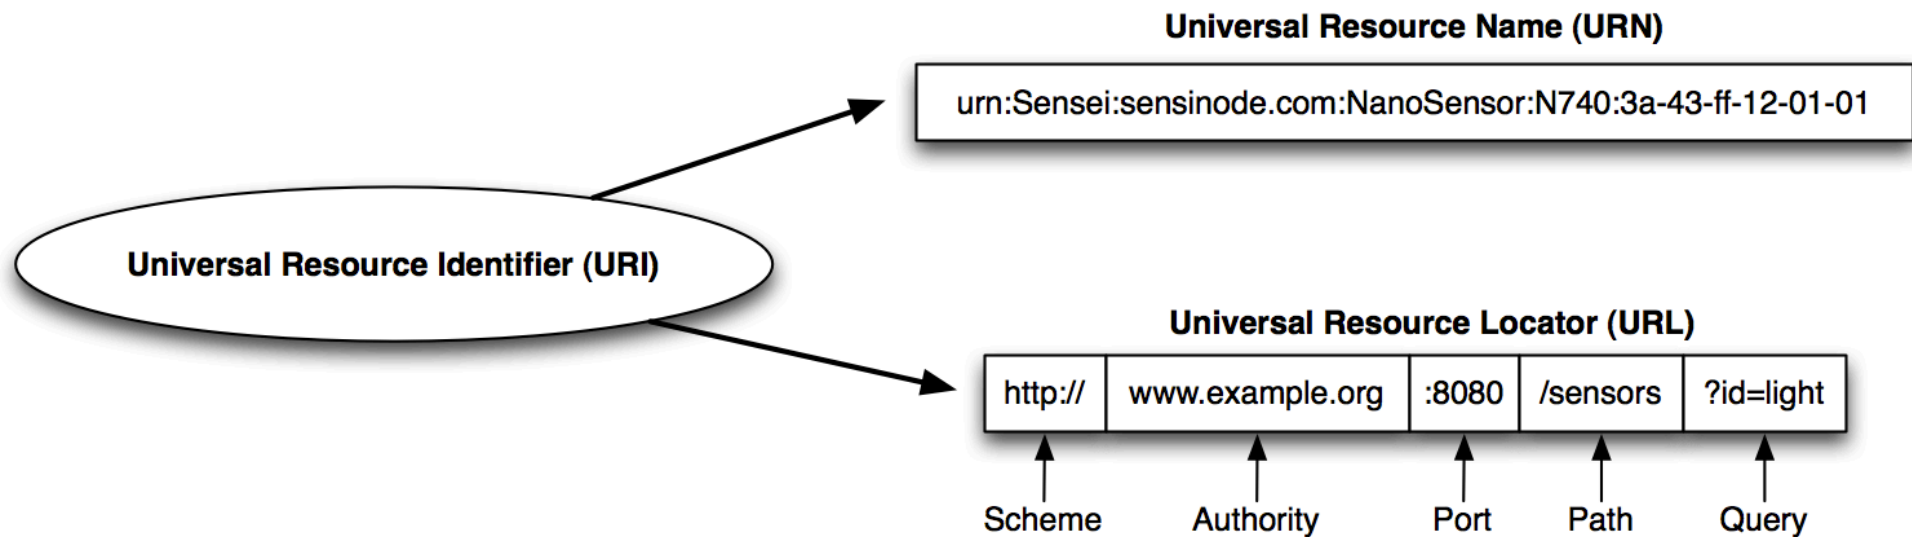 Universal Resource Name (URN)
urn:Sensei:sensinode.com:NanoSensor:N740:3a-43-ff-12-01-01
Universal Resource Identifier (URI)
Universal Resource Locator (URL)
http:// www.example.org :8080 /sensors ?id=light
Scheme Authority Port Path Query